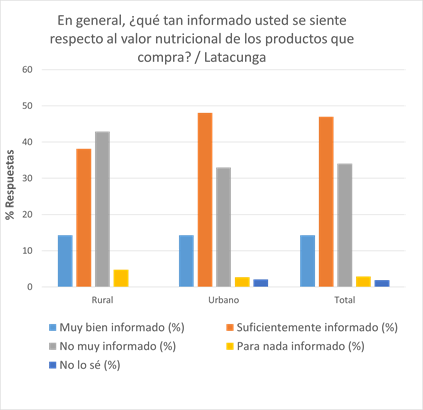 En general, ¿qué tan informado usted se siente
respecto al valor nutricional de los productos que
compra? / Latacunga
60
50
40
30
20
10
0
% Respuestas
Rural Urbano Total
Muy bien informado (%) Suficientemente informado (%)
No muy informado (%) Para nada informado (%)
No lo sé (%)